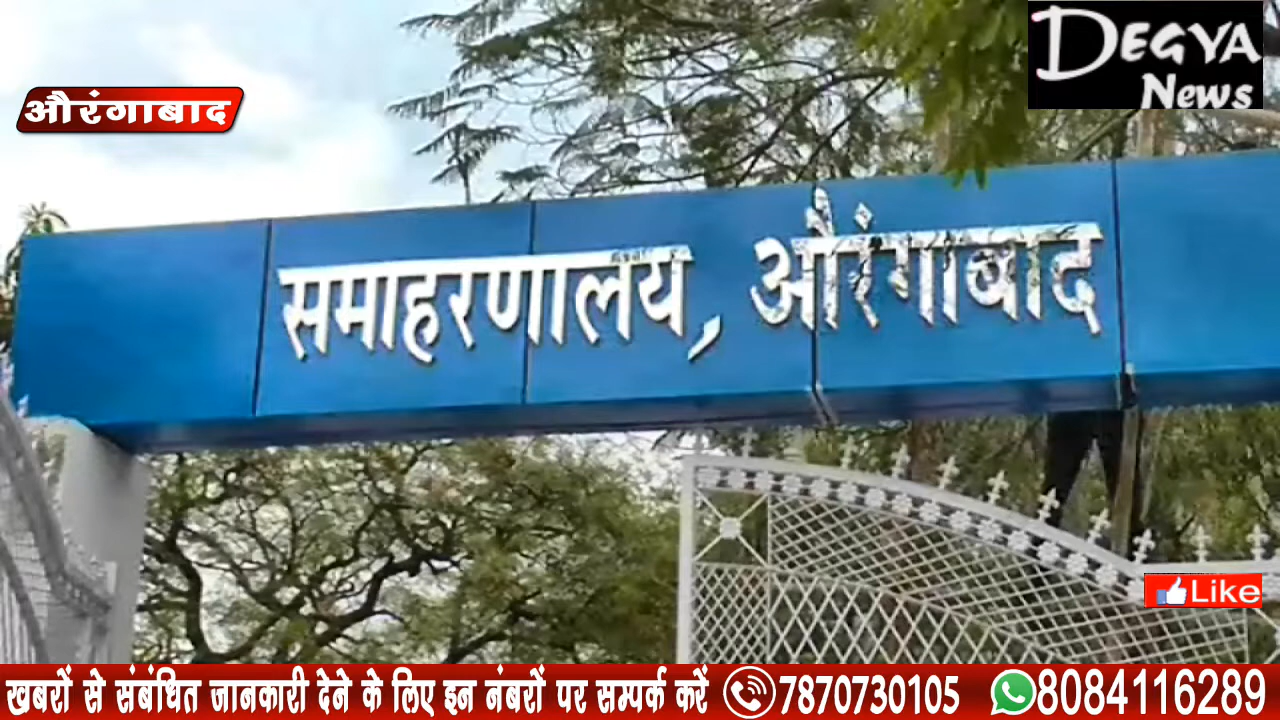 DEGYA
News
औरंगाबाद
समाहरणालय, औरंगाबाद
Like
खबरों से संबंधित जानकारी देने के लिए इन नंबरों पर सम्पर्क करें 7870730105 8084116289